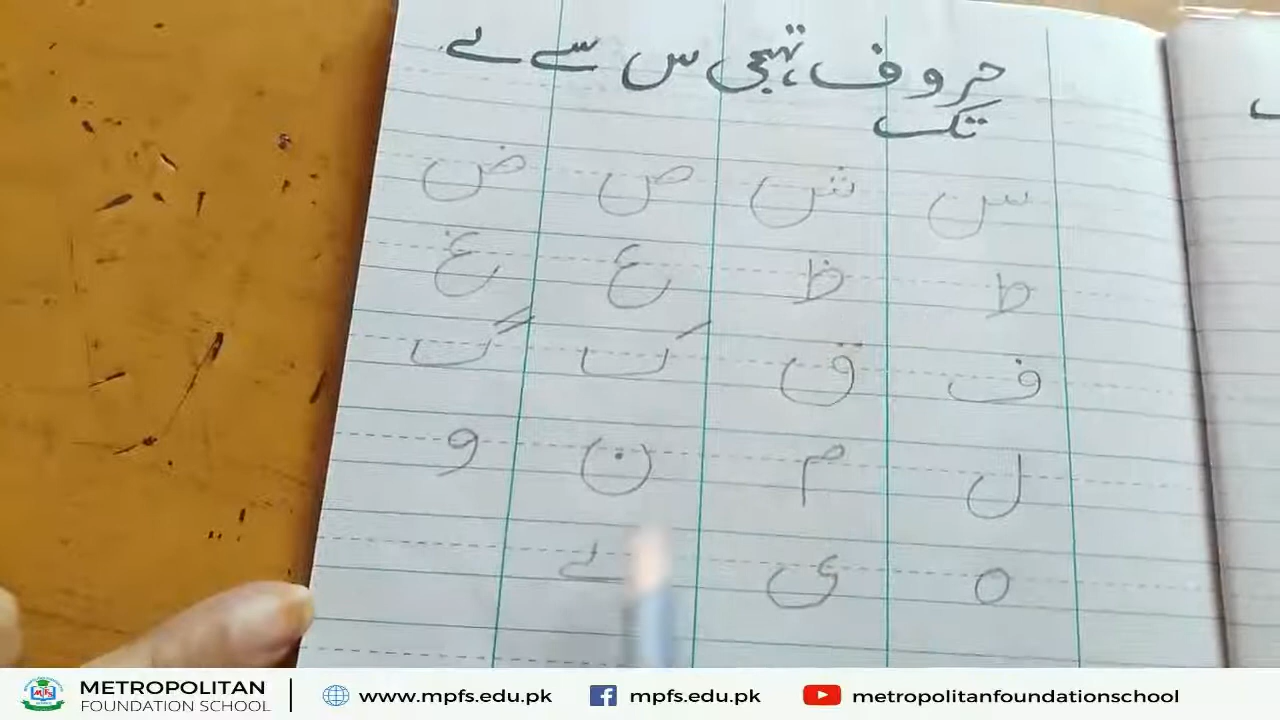 حروف تہجی س سے ے
تک
س ش ص ض
ط ظ ع غ
ف ق ک گ
ل م ن و
ہ ی ے
METROPOLITAN
FOUNDATION SCHOOL
www.mpfs.edu.pk
mpfs.edu.pk
metropolitanfoundationschool